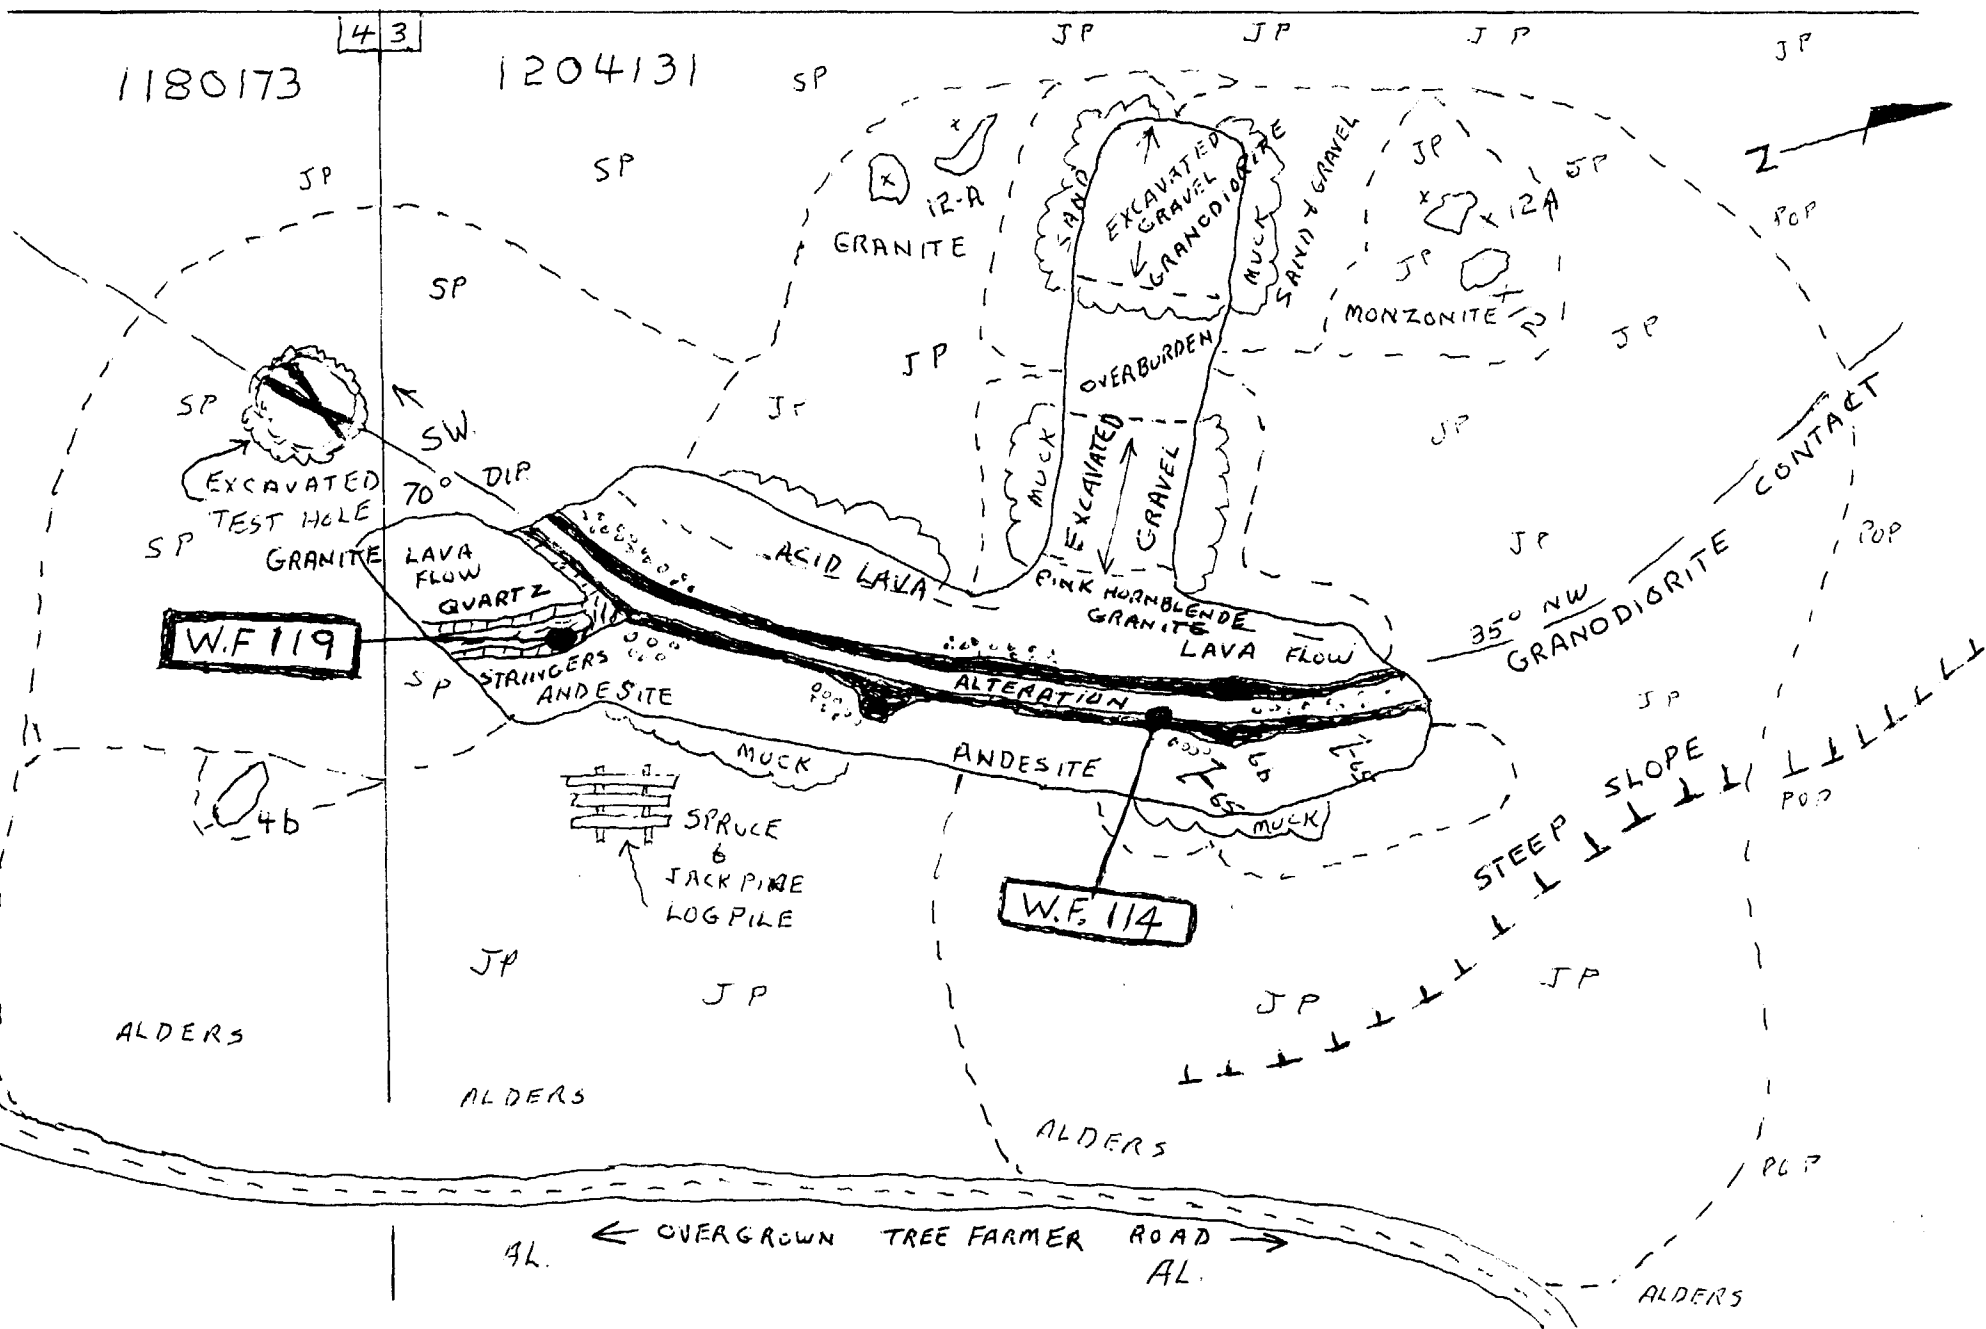 4 3
1180173
1204131
SP
JP
JP
JP
JP
N
JP
SP
12-A
GRANITE
SAND
EXCAVATED
GRAVEL
GRANODIORITE
MUCK
SAND & GRAVEL
JP
JP
12A
POP
JP
MONZONITE
JP
SP
JP
OVERBURDEN
SP
SW.
70° DIP.
EXCAVATED
TEST HOLE
MUCK
EXCAVATED
GRAVEL
JP
CONTACT
SP
GRANITE
LAVA
FLOW
QUARTZ
ACID LAVA
PINK HORNBLENDE
GRANITE
LAVA FLOW
JP
POP
35° NW
GRANODIORITE
W.F 119
SP
STRINGERS
ANDESITE
ALTERATION
JP
MUCK
ANDESITE
65
65
MUCK
STEEP SLOPE
POP
4b
SPRUCE
&
JACK PINE
LOG PILE
W.F. 114
JP
JP
JP
JP
ALDERS
ALDERS
ALDERS
POP
← OVERGROWN TREE FARMER ROAD →
AL.
AL.
ALDERS